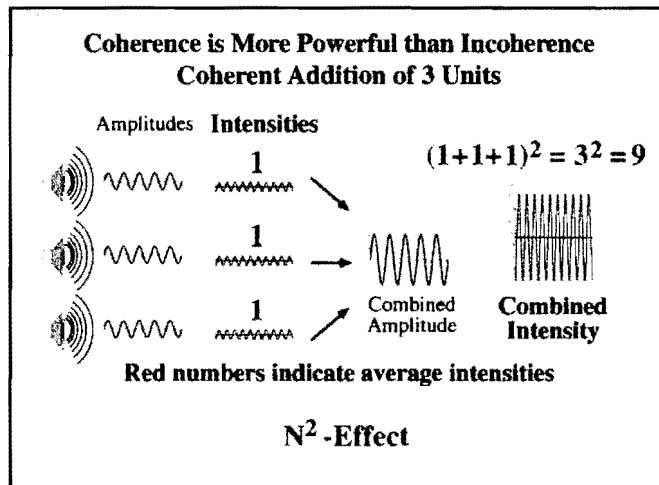 Coherence is More Powerful than Incoherence
Coherent Addition of 3 Units
Amplitudes Intensities
1
(1+1+1)² = 3² = 9
1
1
Combined
Amplitude
Combined
Intensity
Red numbers indicate average intensities
N² -Effect